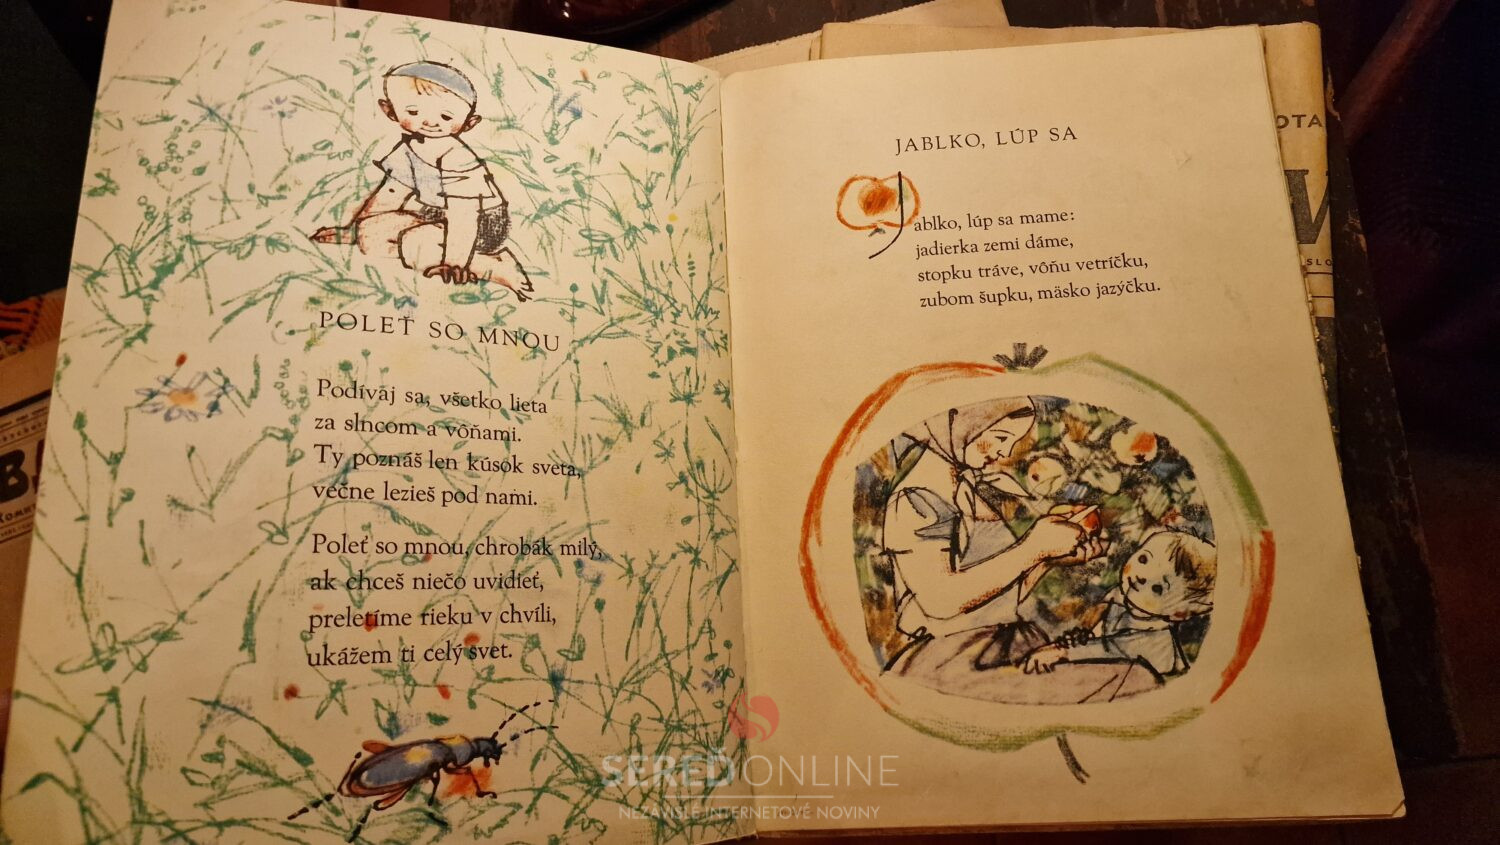 POLEŤ SO MNOU
Podívaj sa, všetko lieta
za slncom a vôňami.
Ty poznáš len kúsok sveta,
večne lezieš pod nami.
Poleť so mnou, chrobák milý,
ak chceš niečo uvidieť,
preletíme rieku v chvíli,
ukážem ti celý svet.
JABLKO, LÚP SA
Jablko, lúp sa mame:
jadierka zemi dáme,
stopku tráve, vôňu vetríčku,
zubom šupku, mäsko jazýčku.
SEREĎONLINE
NEZÁVISLÉ INTERNETOVÉ NOVINY